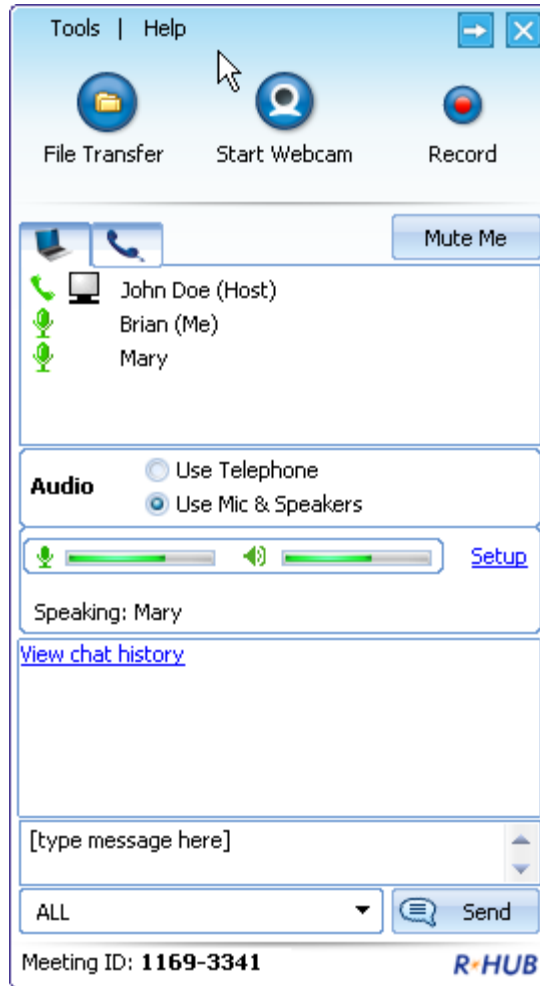 Tools | Help
File Transfer Start Webcam Record
Mute Me
John Doe (Host)
Brian (Me)
Mary
Audio
Use Telephone
Use Mic & Speakers
Setup
Speaking: Mary
View chat history
[type message here]
ALL Send
Meeting ID: 1169-3341 R-HUB